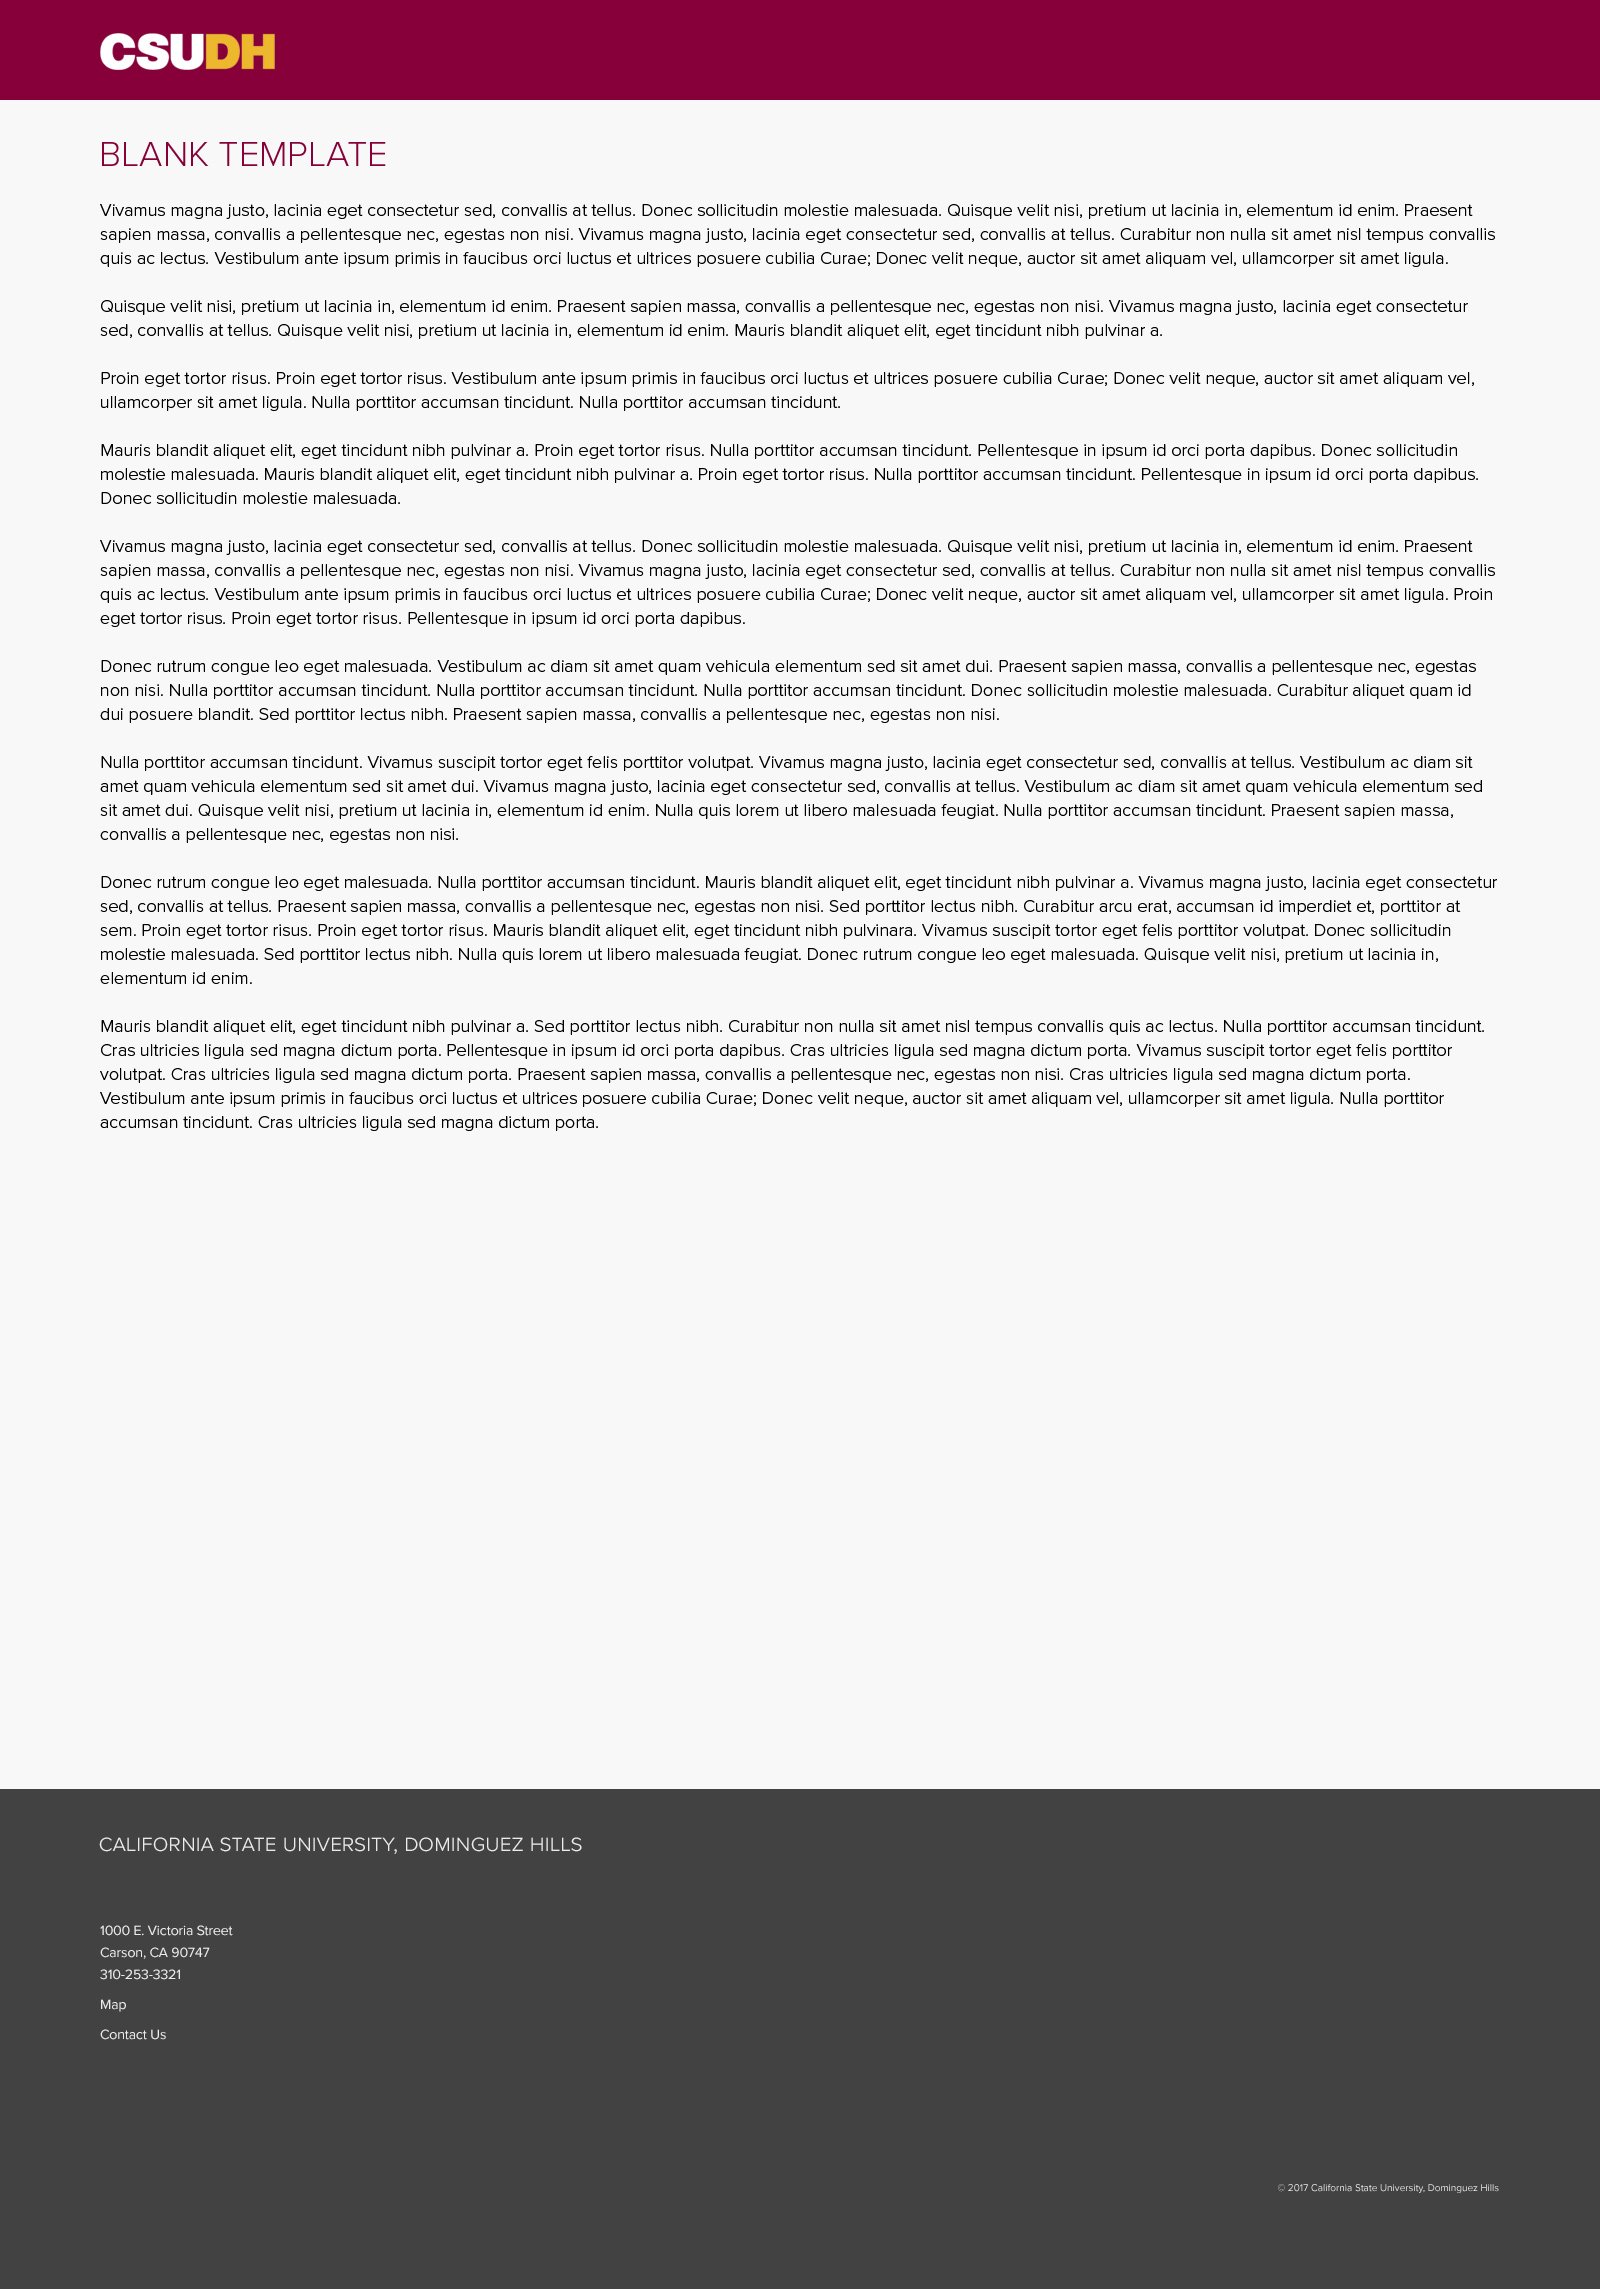 CSUDH
BLANK TEMPLATE
Vivamus magna justo, lacinia eget consectetur sed, convallis at tellus. Donec sollicitudin molestie malesuada. Quisque velit nisi, pretium ut lacinia in, elementum id enim. Praesent
sapien massa, convallis a pellentesque nec, egestas non nisi. Vivamus magna justo, lacinia eget consectetur sed, convallis at tellus. Curabitur non nulla sit amet nisl tempus convallis
quis ac lectus. Vestibulum ante ipsum primis in faucibus orci luctus et ultrices posuere cubilia Curae; Donec velit neque, auctor sit amet aliquam vel, ullamcorper sit amet ligula.
Quisque velit nisi, pretium ut lacinia in, elementum id enim. Praesent sapien massa, convallis a pellentesque nec, egestas non nisi. Vivamus magna justo, lacinia eget consectetur
sed, convallis at tellus. Quisque velit nisi, pretium ut lacinia in, elementum id enim. Mauris blandit aliquet elit, eget tincidunt nibh pulvinar a.
Proin eget tortor risus. Proin eget tortor risus. Vestibulum ante ipsum primis in faucibus orci luctus et ultrices posuere cubilia Curae; Donec velit neque, auctor sit amet aliquam vel,
ullamcorper sit amet ligula. Nulla porttitor accumsan tincidunt. Nulla porttitor accumsan tincidunt.
Mauris blandit aliquet elit, eget tincidunt nibh pulvinar a. Proin eget tortor risus. Nulla porttitor accumsan tincidunt. Pellentesque in ipsum id orci porta dapibus. Donec sollicitudin
molestie malesuada. Mauris blandit aliquet elit, eget tincidunt nibh pulvinar a. Proin eget tortor risus. Nulla porttitor accumsan tincidunt. Pellentesque in ipsum id orci porta dapibus.
Donec sollicitudin molestie malesuada.
Vivamus magna justo, lacinia eget consectetur sed, convallis at tellus. Donec sollicitudin molestie malesuada. Quisque velit nisi, pretium ut lacinia in, elementum id enim. Praesent
sapien massa, convallis a pellentesque nec, egestas non nisi. Vivamus magna justo, lacinia eget consectetur sed, convallis at tellus. Curabitur non nulla sit amet nisl tempus convallis
quis ac lectus. Vestibulum ante ipsum primis in faucibus orci luctus et ultrices posuere cubilia Curae; Donec velit neque, auctor sit amet aliquam vel, ullamcorper sit amet ligula. Proin
eget tortor risus. Proin eget tortor risus. Pellentesque in ipsum id orci porta dapibus.
Donec rutrum congue leo eget malesuada. Vestibulum ac diam sit amet quam vehicula elementum sed sit amet dui. Praesent sapien massa, convallis a pellentesque nec, egestas
non nisi. Nulla porttitor accumsan tincidunt. Nulla porttitor accumsan tincidunt. Nulla porttitor accumsan tincidunt. Donec sollicitudin molestie malesuada. Curabitur aliquet quam id
dui posuere blandit. Sed porttitor lectus nibh. Praesent sapien massa, convallis a pellentesque nec, egestas non nisi.
Nulla porttitor accumsan tincidunt. Vivamus suscipit tortor eget felis porttitor volutpat. Vivamus magna justo, lacinia eget consectetur sed, convallis at tellus. Vestibulum ac diam sit
amet quam vehicula elementum sed sit amet dui. Vivamus magna justo, lacinia eget consectetur sed, convallis at tellus. Vestibulum ac diam sit amet quam vehicula elementum sed
sit amet dui. Quisque velit nisi, pretium ut lacinia in, elementum id enim. Nulla quis lorem ut libero malesuada feugiat. Nulla porttitor accumsan tincidunt. Praesent sapien massa,
convallis a pellentesque nec, egestas non nisi.
Donec rutrum congue leo eget malesuada. Nulla porttitor accumsan tincidunt. Mauris blandit aliquet elit, eget tincidunt nibh pulvinar a. Vivamus magna justo, lacinia eget consectetur
sed, convallis at tellus. Praesent sapien massa, convallis a pellentesque nec, egestas non nisi. Sed porttitor lectus nibh. Curabitur arcu erat, accumsan id imperdiet et, porttitor at
sem. Proin eget tortor risus. Proin eget tortor risus. Mauris blandit aliquet elit, eget tincidunt nibh pulvinara. Vivamus suscipit tortor eget felis porttitor volutpat. Donec sollicitudin
molestie malesuada. Sed porttitor lectus nibh. Nulla quis lorem ut libero malesuada feugiat. Donec rutrum congue leo eget malesuada. Quisque velit nisi, pretium ut lacinia in,
elementum id enim.
Mauris blandit aliquet elit, eget tincidunt nibh pulvinar a. Sed porttitor lectus nibh. Curabitur non nulla sit amet nisl tempus convallis quis ac lectus. Nulla porttitor accumsan tincidunt.
Cras ultricies ligula sed magna dictum porta. Pellentesque in ipsum id orci porta dapibus. Cras ultricies ligula sed magna dictum porta. Vivamus suscipit tortor eget felis porttitor
volutpat. Cras ultricies ligula sed magna dictum porta. Praesent sapien massa, convallis a pellentesque nec, egestas non nisi. Cras ultricies ligula sed magna dictum porta.
Vestibulum ante ipsum primis in faucibus orci luctus et ultrices posuere cubilia Curae; Donec velit neque, auctor sit amet aliquam vel, ullamcorper sit amet ligula. Nulla porttitor
accumsan tincidunt. Cras ultricies ligula sed magna dictum porta.
CALIFORNIA STATE UNIVERSITY, DOMINGUEZ HILLS
1000 E. Victoria Street
Carson, CA 90747
310-253-3321
Map
Contact Us
© 2017 California State University, Dominguez Hills